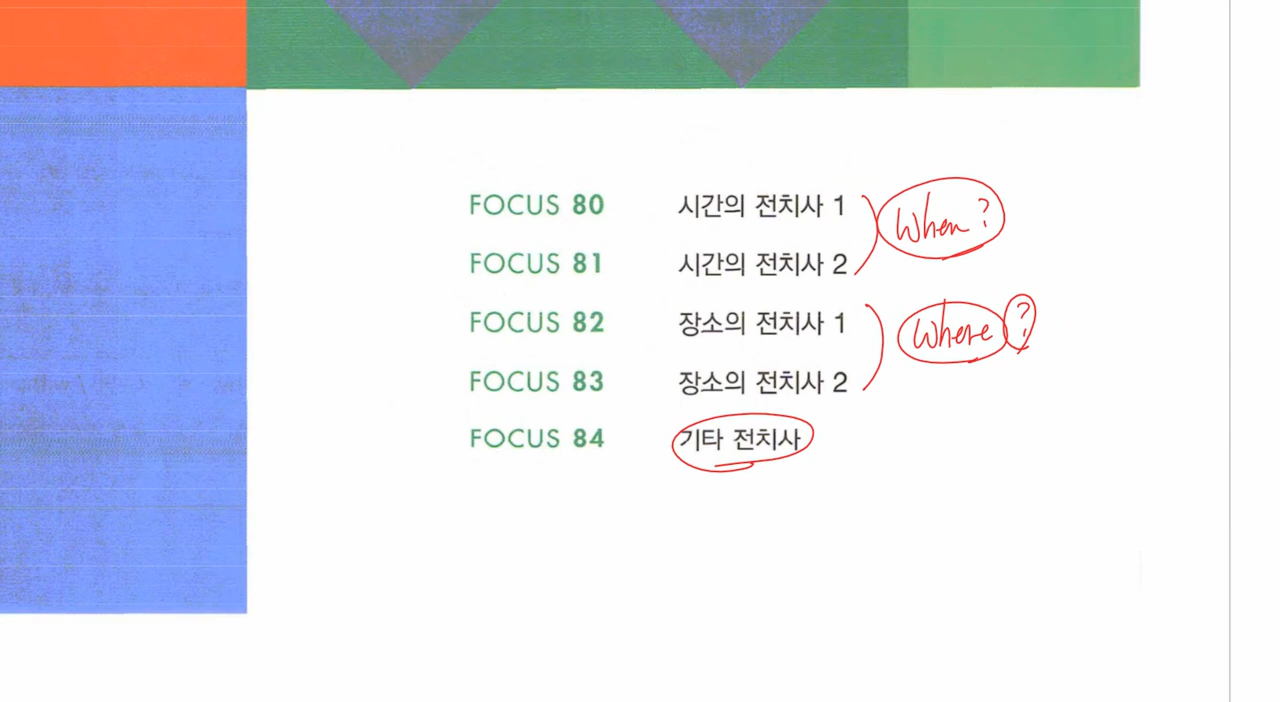 FOCUS 80 시간의 전치사 1
When?
FOCUS 81 시간의 전치사 2
FOCUS 82 장소의 전치사 1
Where?
FOCUS 83 장소의 전치사 2
FOCUS 84 기타 전치사